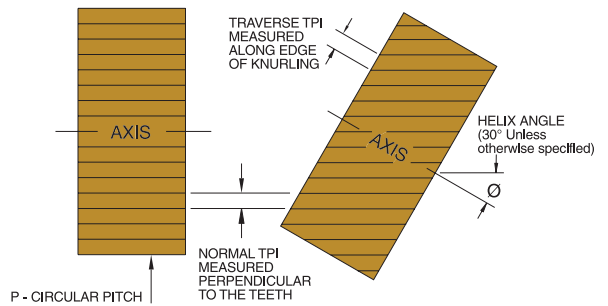 TRAVERSE TPI
MEASURED
ALONG EDGE
OF KNURLING
AXIS
AXIS
HELIX ANGLE
(30° Unless
otherwise specified)
Ø
NORMAL TPI
MEASURED
PERPENDICULAR
TO THE TEETH
P - CIRCULAR PITCH